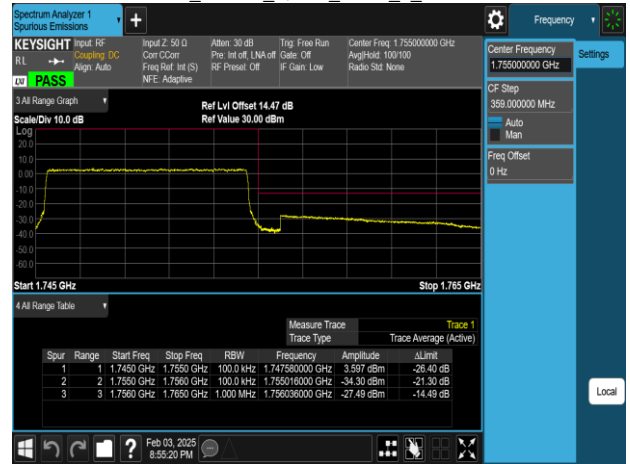 Spectrum Analyzer 1
Spurious Emissions
Frequency
KEYSIGHT
Input: RF
Input Z: 50 Ω
Atten: 30 dB
Trig: Free Run
Center Freq: 1.755000000 GHz
RL
Coupling: DC
Corr CCorr
Pre: Int off, LNA off
Gate: Off
Avg|Hold: 100/100
Align: Auto
Freq Ref: Int (S)
RF Preset: Off
IF Gain: Low
Radio Std: None
LXI
PASS
NFE: Adaptive
Center Frequency
1.755000000 GHz
Settings
CF Step
359.000000 MHz
Auto
Man
Freq Offset
0 Hz
3 All Range Graph
Ref Lvl Offset 14.47 dB
Scale/Div 10.0 dB
Ref Value 30.00 dBm
Log
20.0
10.0
0.00
-10.0
-20.0
-30.0
-40.0
-50.0
-60.0
Start 1.745 GHz
Stop 1.765 GHz
4 All Range Table
Measure Trace Trace 1
Trace Type Trace Average (Active)
Spur Range Start Freq Stop Freq RBW Frequency Amplitude ΔLimit
1 1 1.7450 GHz 1.7550 GHz 100.0 kHz 1.747580000 GHz 3.597 dBm -26.40 dB
2 2 1.7550 GHz 1.7560 GHz 100.0 kHz 1.755016000 GHz -34.30 dBm -21.30 dB
3 3 1.7560 GHz 1.7650 GHz 1.000 MHz 1.756036000 GHz -27.49 dBm -14.49 dB
Local
Feb 03, 2025
8:55:20 PM